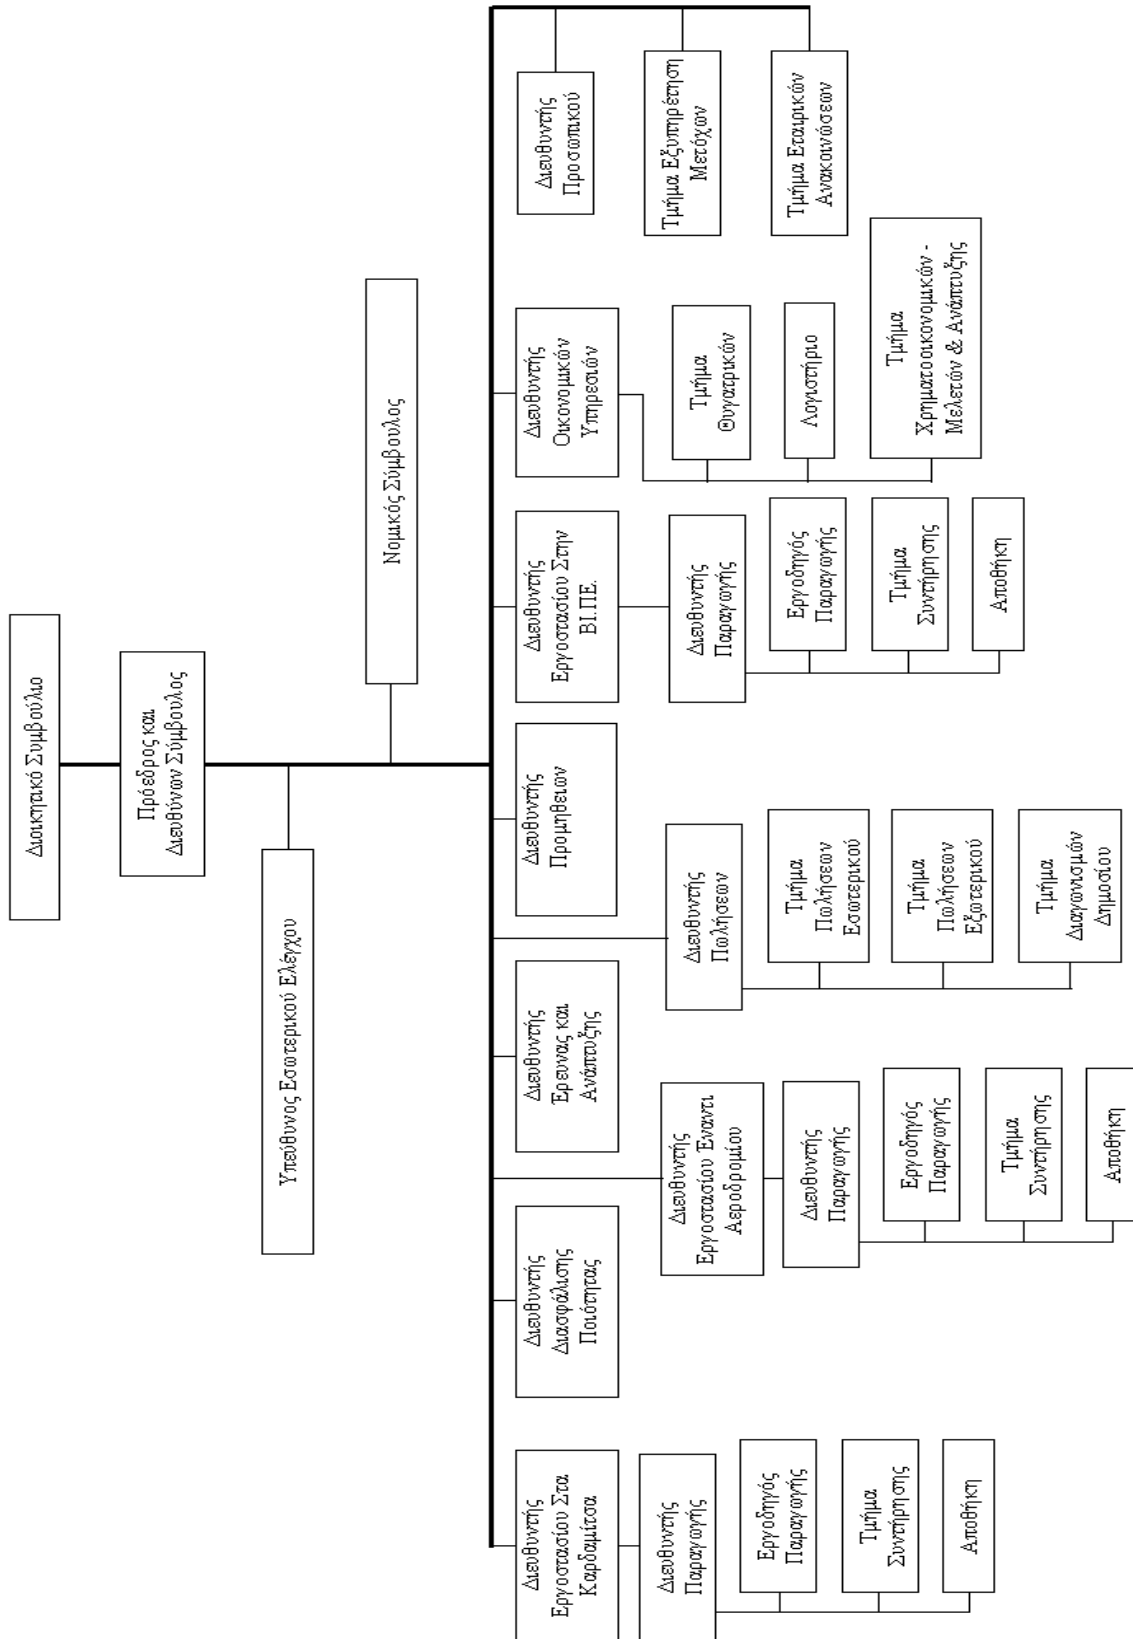 Διοικητικό Συμβούλιο
Πρόεδρος και
Διευθύνων Σύμβουλος
Υπεύθυνος Εσωτερικού Ελέγχου
Νομικός Σύμβουλος
Διευθυντής
Εργοστασίου Στα
Καρδαμίτσα
Διευθυντής
Παραγωγής
Εργοδηγός
Παραγωγής
Τμήμα
Συντήρησης
Αποθήκη
Διευθυντής
Διασφάλισης
Ποιότητας
Διευθυντής
Εργοστασίου Έναντι
Αεροδρομίου
Διευθυντής
Παραγωγής
Εργοδηγός
Παραγωγής
Τμήμα
Συντήρησης
Αποθήκη
Διευθυντής
Έρευνας και
Ανάπτυξης
Διευθυντής
Πωλήσεων
Τμήμα
Πωλήσεων
Εσωτερικού
Τμήμα
Πωλήσεων
Εξωτερικού
Τμήμα
Διαγωνισμών
Δημοσίου
Διευθυντής
Προμηθειων
Διευθυντής
Εργοστασίου Στην
ΒΙ.ΠΕ.
Διευθυντής
Παραγωγής
Εργοδηγός
Παραγωγής
Τμήμα
Συντήρησης
Αποθήκη
Διευθυντής
Οικονομικών
Υπηρεσιών
Τμήμα
Θυγατρικών
Λογιστήριο
Τμήμα
Χρηματοοικονομικών -
Μελετών & Ανάπτυξης
Διευθυντής
Προσωπικού
Τμήμα Εξυπηρέτηση
Μετόχων
Τμήμα Εταιρικών
Ανακοινώσεων